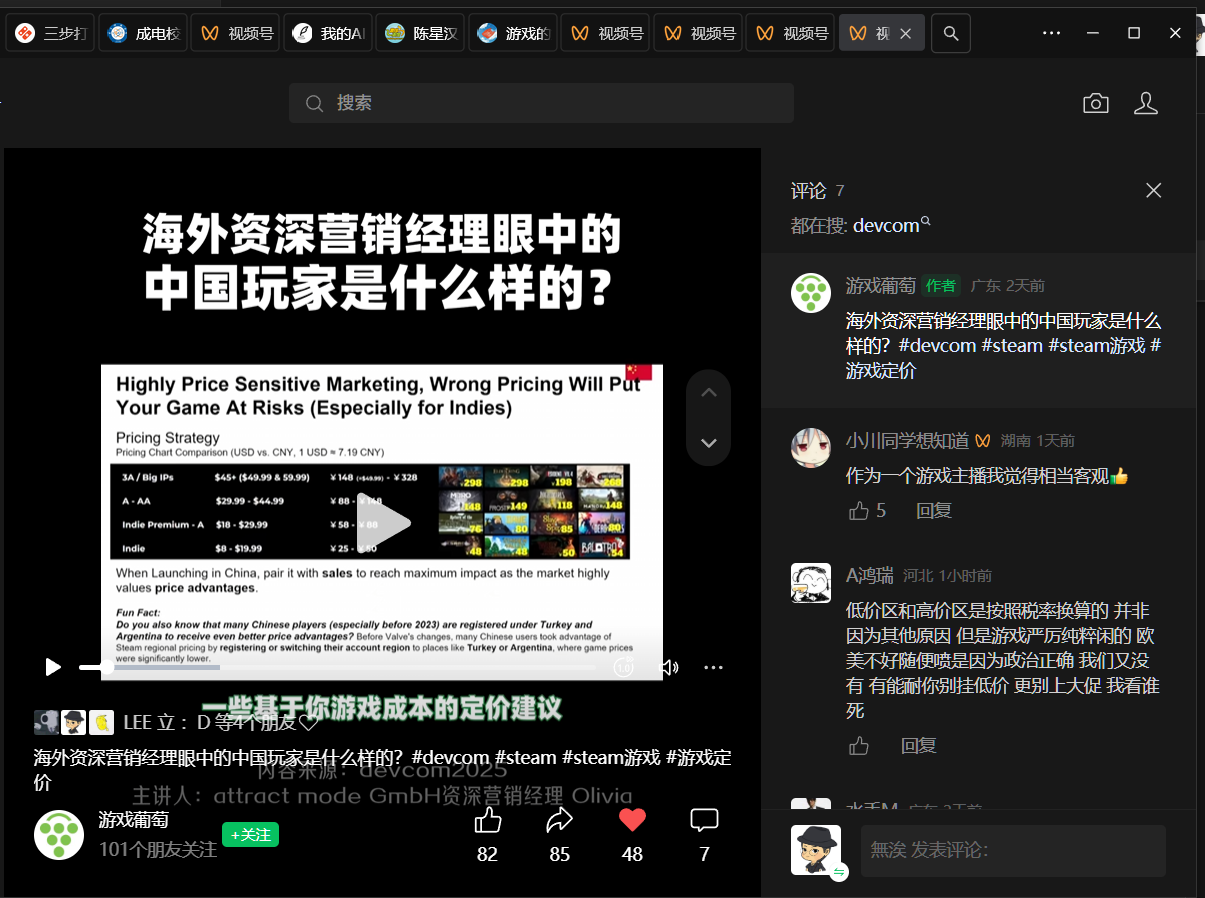 三步打
成电校
视频号
我的AI
陈星汉
游戏的
视频号
视频号
视频号
视
搜索
海外资深营销经理眼中的
中国玩家是什么样的？
Highly Price Sensitive Marketing, Wrong Pricing Will Put
Your Game At Risks (Especially for Indies)
Pricing Strategy
Pricing Chart Comparison (USD vs. CNY, 1 USD ≈ 7.19 CNY)
3A / Big IPs $45+ ($49.99 & 59.99) ¥148 (+$49.99) - ¥328
A - AA $29.99 - $44.99 ¥88 - ¥148
Indie Premium - A $18 - $29.99 ¥58 - ¥88
Indie $8 - $19.99 ¥25 - ¥50
298 298 198 268
148 149 118 148
76 80 85 80
48 48 50 54
BALATRO
When Launching in China, pair it with sales to reach maximum impact as the market highly
values price advantages.
Fun Fact:
Do you also know that many Chinese players (especially before 2023) are registered under Turkey and
Argentina to receive even better price advantages? Before Valve's changes, many Chinese users took advantage of
Steam regional pricing by registering or switching their account region to places like Turkey or Argentina, where game prices
were significantly lower.
1.0
一些基于你游戏成本的定价建议
LEE 立 : D 等4个朋友♡
海外资深营销经理眼中的中国玩家是什么样的？#devcom #steam #steam游戏 #游戏定
价
内容来源：devcom2025
主讲人：attract mode GmbH资深营销经理 Olivia
游戏葡萄
101个朋友关注
+关注
82
85
48
7
评论 7
都在搜: devcom
游戏葡萄 作者 广东 2天前
海外资深营销经理眼中的中国玩家是什么
样的？#devcom #steam #steam游戏 #
游戏定价
小川同学想知道 湖南 1天前
作为一个游戏主播我觉得相当客观👍
5 回复
A鸿瑞 河北 1小时前
低价区和高价区是按照税率换算的 并非
因为其他原因 但是游戏严厉纯粹闲的 欧
美不好随便喷是因为政治正确 我们又没
有 有能耐你别挂低价 更别上大促 我看谁
死
回复
無涘 发表评论：